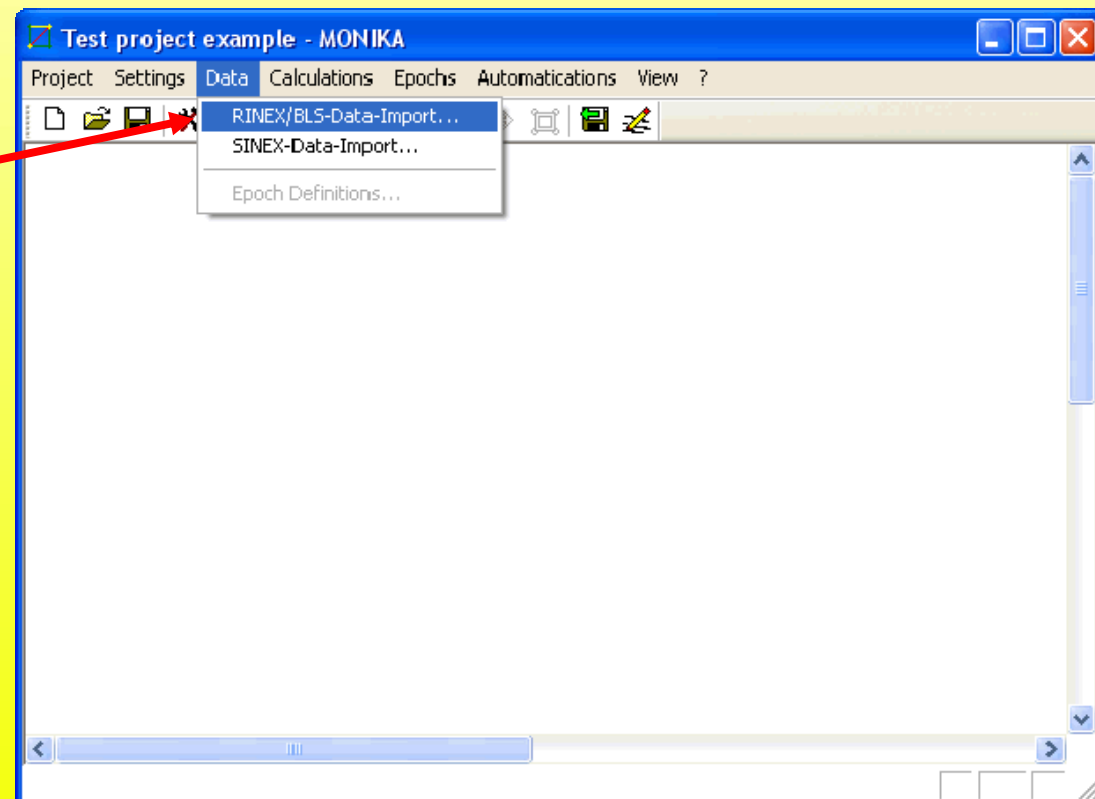 Test project example - MONIKA
Project Settings Data Calculations Epochs Automatications View ?
RINEX/BLS-Data-Import...
SINEX-Data-Import...
Epoch Definitions...